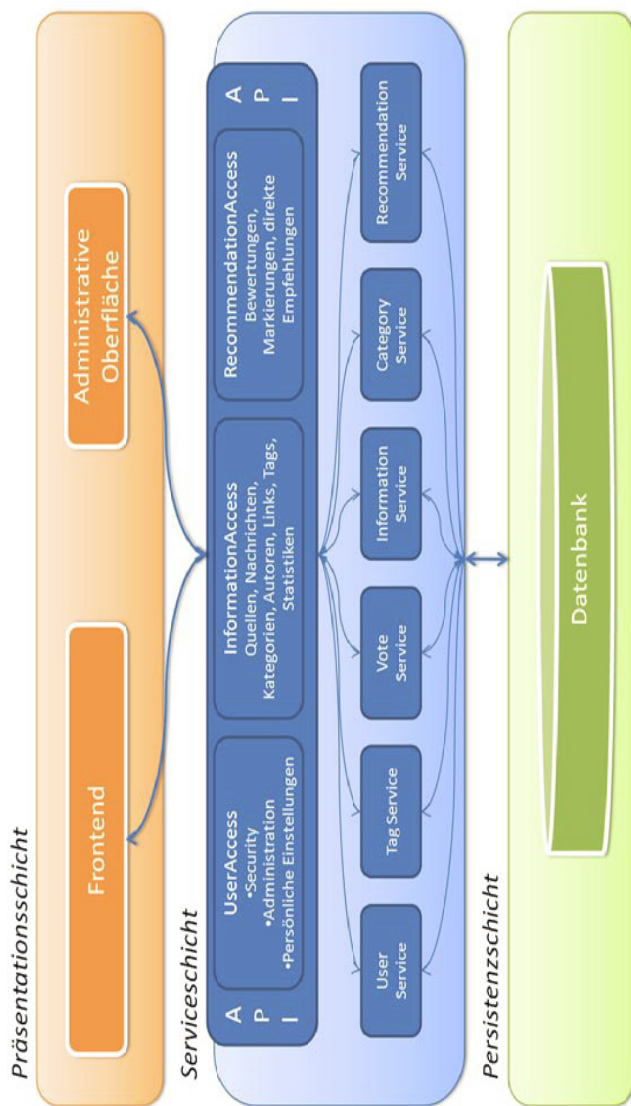 Präsentationsschicht
Frontend
Administrative
Oberfläche
Serviceschicht
A
P
I
UserAccess
•Security
•Administration
•Persönliche Einstellungen
InformationAccess
Quellen, Nachrichten,
Kategorien, Autoren, Links, Tags,
Statistiken
RecommendationAccess
Bewertungen,
Markierungen, direkte
Empfehlungen
A
P
I
User
Service
Tag Service
Vote
Service
Information
Service
Category
Service
Recommendation
Service
Persistenzschicht
Datenbank